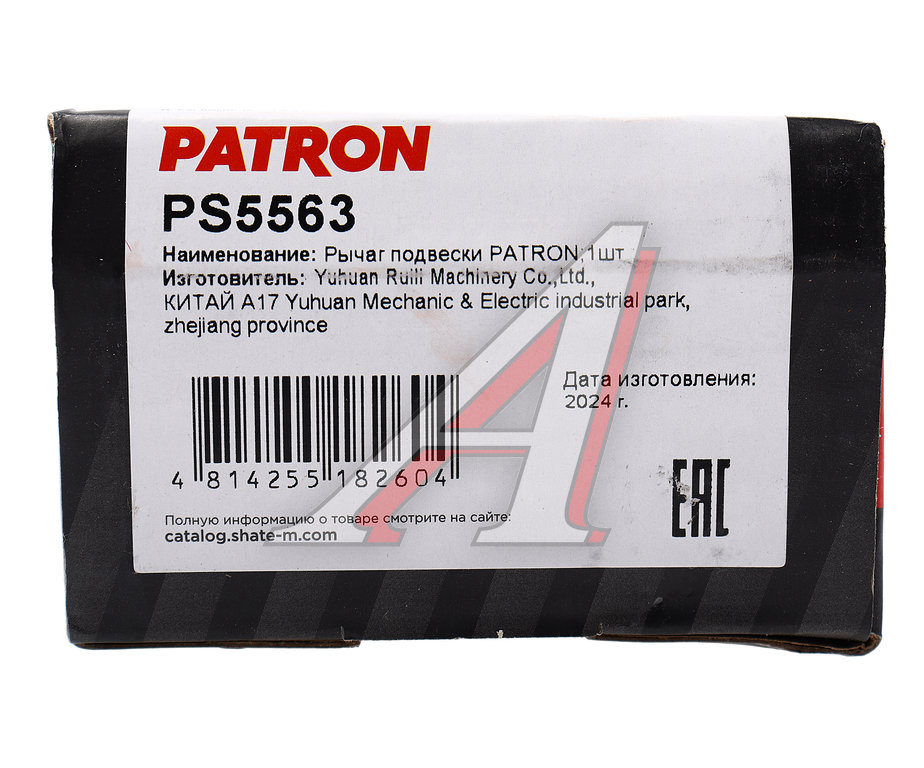 PATRON
PS5563
Наименование: Рычаг подвески PATRON,1шт
Изготовитель: Yuhuan Ruili Machinery Co.,Ltd.,
КИТАЙ A17 Yuhuan Mechanic & Electric industrial park,
zhejiang province
Дата изготовления:
2024 г.
4 814255 182604
EAC
Полную информацию о товаре смотрите на сайте:
catalog.shate-m.com